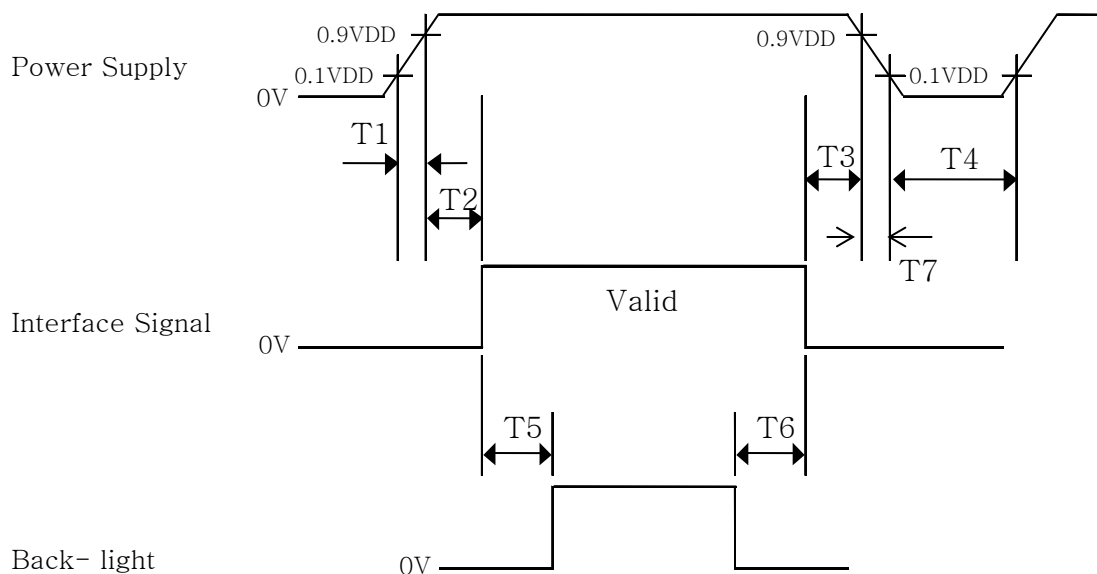 0.9VDD
0.9VDD
Power Supply
0.1VDD
0.1VDD
0V
T1
T3
T4
T2
T7
Valid
Interface Signal
0V
T5
T6
Back- light
0V